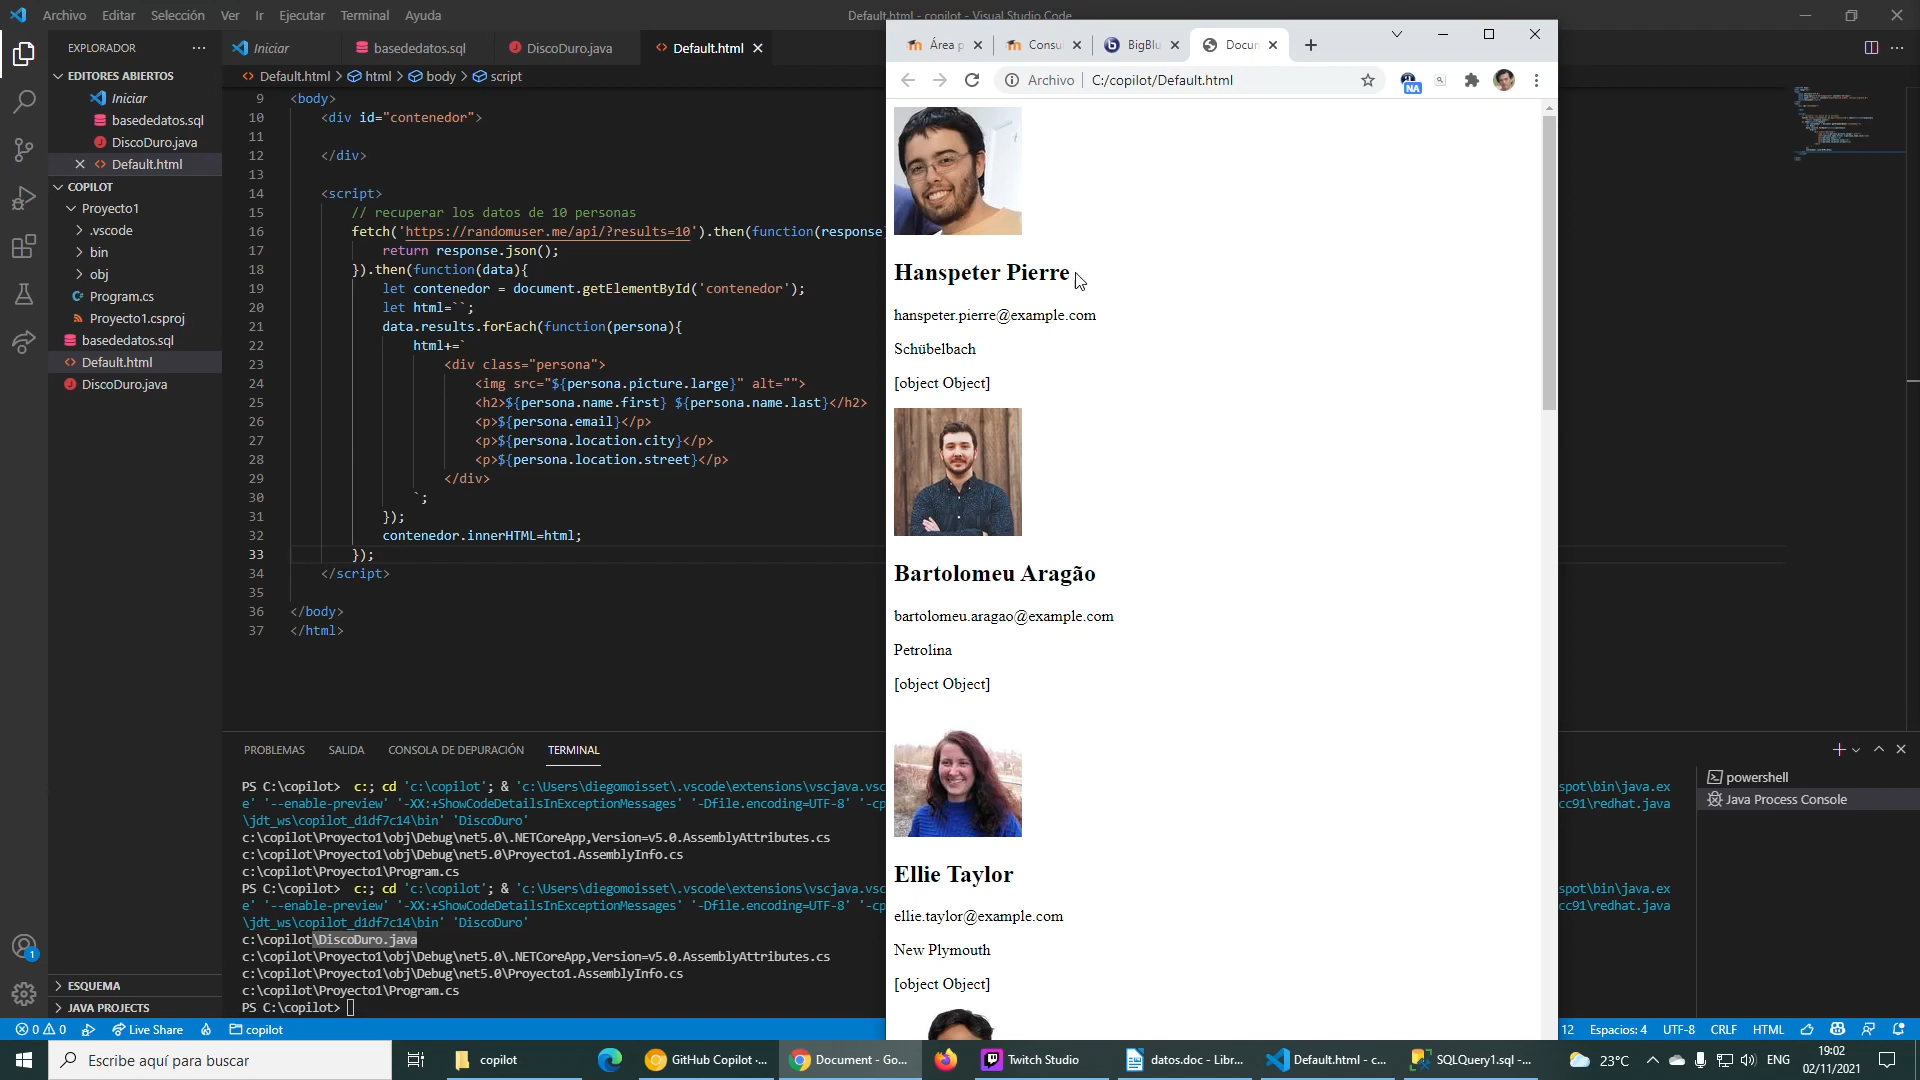 Archivo Editar Selección Ver Ir Ejecutar Terminal Ayuda
Default.html - copilot - Visual Studio Code
EXPLORADOR
Iniciar
basededatos.sql
DiscoDuro.java
Default.html
EDITORES ABIERTOS
Iniciar
basededatos.sql
DiscoDuro.java
Default.html
COPILOT
Proyecto1
.vscode
bin
obj
Program.cs
Proyecto1.csproj
basededatos.sql
Default.html
DiscoDuro.java
ESQUEMA
JAVA PROJECTS
Default.html > html > body > script
9 <body>
10 <div id="contenedor">
11
12 </div>
13
14 <script>
15 // recuperar los datos de 10 personas
16 fetch('https://randomuser.me/api/?results=10').then(function(response)
17 return response.json();
18 }).then(function(data){
19 let contenedor = document.getElementById('contenedor');
20 let html=``;
21 data.results.forEach(function(persona){
22 html+=`
23 <div class="persona">
24 <img src="${persona.picture.large}" alt="">
25 <h2>${persona.name.first} ${persona.name.last}</h2>
26 <p>${persona.email}</p>
27 <p>${persona.location.city}</p>
28 <p>${persona.location.street}</p>
29 </div>
30 `;
31 });
32 contenedor.innerHTML=html;
33 });
34 </script>
35
36 </body>
37 </html>
Área p
Consu
BigBlu
Docur
Archivo C:/copilot/Default.html
NA
Hanspeter Pierre
hanspeter.pierre@example.com
Schübelbach
[object Object]
Bartolomeu Aragão
bartolomeu.aragao@example.com
Petrolina
[object Object]
Ellie Taylor
ellie.taylor@example.com
New Plymouth
[object Object]
PROBLEMAS SALIDA CONSOLA DE DEPURACIÓN TERMINAL
PS C:\copilot> c:; cd 'c:\copilot'; & 'c:\Users\diegomoisset\.vscode\extensions\vscjava.vsc spot\bin\java.ex
e' '--enable-preview' '-XX:+ShowCodeDetailsInExceptionMessages' '-Dfile.encoding=UTF-8' '-cp cc91\redhat.java
\jdt_ws\copilot_d1df7c14\bin' 'DiscoDuro'
c:\copilot\Proyecto1\obj\Debug\net5.0\.NETCoreApp,Version=v5.0.AssemblyAttributes.cs
c:\copilot\Proyecto1\obj\Debug\net5.0\Proyecto1.AssemblyInfo.cs
c:\copilot\Proyecto1\Program.cs
PS C:\copilot> c:; cd 'c:\copilot'; & 'c:\Users\diegomoisset\.vscode\extensions\vscjava.vsc spot\bin\java.ex
e' '--enable-preview' '-XX:+ShowCodeDetailsInExceptionMessages' '-Dfile.encoding=UTF-8' '-cp cc91\redhat.java
\jdt_ws\copilot_d1df7c14\bin' 'DiscoDuro'
c:\copilot\DiscoDuro.java
c:\copilot\Proyecto1\obj\Debug\net5.0\.NETCoreApp,Version=v5.0.AssemblyAttributes.cs
c:\copilot\Proyecto1\obj\Debug\net5.0\Proyecto1.AssemblyInfo.cs
c:\copilot\Proyecto1\Program.cs
PS C:\copilot>
powershell
Java Process Console
1
0 0 Live Share copilot
12 Espacios: 4 UTF-8 CRLF HTML
Escribe aquí para buscar
copilot
GitHub Copilot ·...
Document - Go...
Twitch Studio
datos.doc - Libr...
Default.html - c...
SQLQuery1.sql -...
23°C
ENG
19:02
02/11/2021